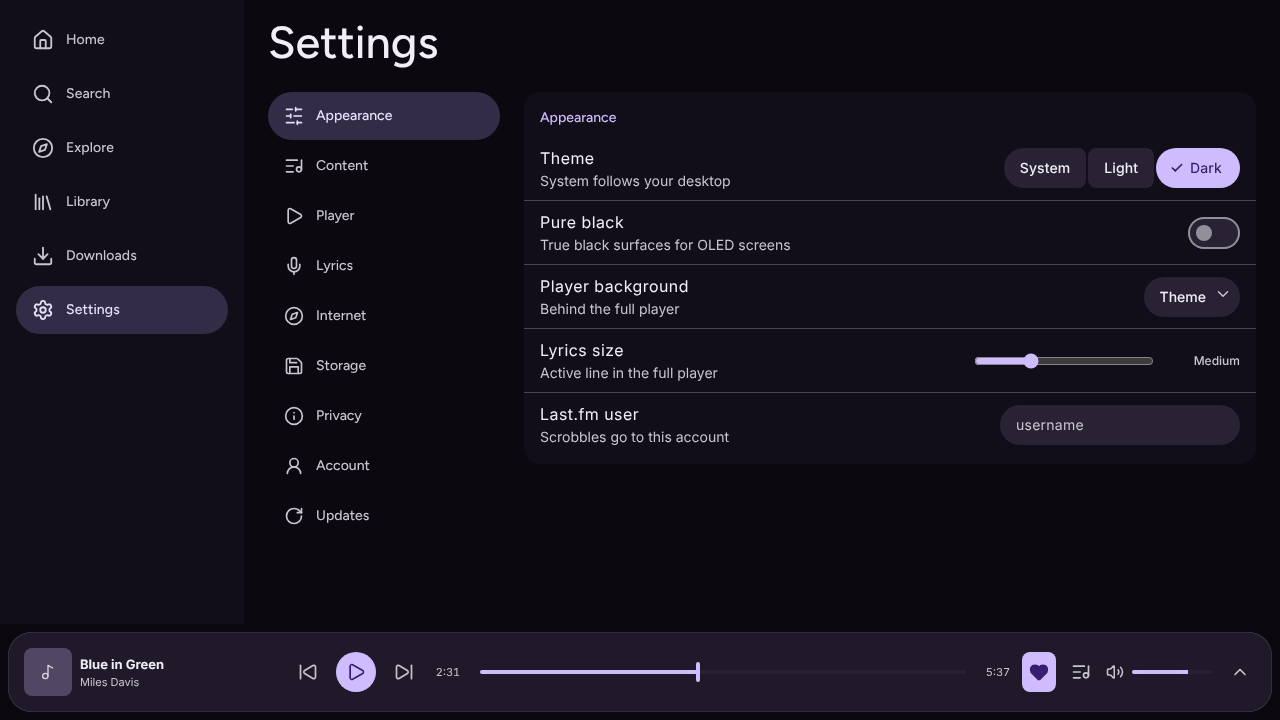 Home
Search
Explore
Library
Downloads
Settings
Settings
Appearance
Content
Player
Lyrics
Internet
Storage
Privacy
Account
Updates
Appearance
Theme
System follows your desktop
System
Light
Dark
Pure black
True black surfaces for OLED screens
Player background
Behind the full player
Theme
Lyrics size
Active line in the full player
Medium
Last.fm user
Scrobbles go to this account
username
Blue in Green
Miles Davis
2:31
5:37